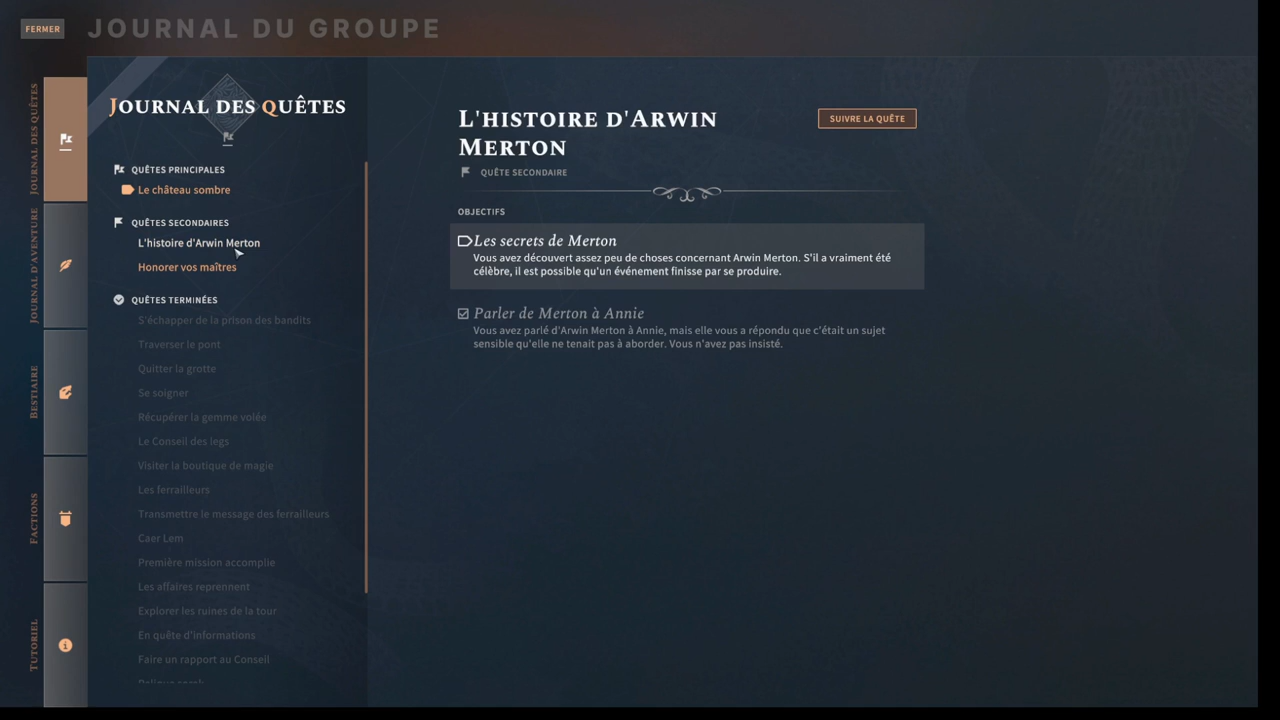 FERMER
JOURNAL DU GROUPE
JOURNAL DES QUÊTES
JOURNAL D'AVENTURE
BESTIAIRE
FACTIONS
TUTORIEL
JOURNAL DES QUÊTES
QUÊTES PRINCIPALES
Le château sombre
QUÊTES SECONDAIRES
L'histoire d'Arwin Merton
Honorer vos maîtres
QUÊTES TERMINÉES
S'échapper de la prison des bandits
Traverser le pont
Quitter la grotte
Se soigner
Récupérer la gemme volée
Le Conseil des legs
Visiter la boutique de magie
Les ferrailleurs
Transmettre le message des ferrailleurs
Caer Lem
Première mission accomplie
Les affaires reprennent
Explorer les ruines de la tour
En quête d'informations
Faire un rapport au Conseil
L'HISTOIRE D'ARWIN
MERTON
SUIVRE LA QUÊTE
QUÊTE SECONDAIRE
OBJECTIFS
Les secrets de Merton
Vous avez découvert assez peu de choses concernant Arwin Merton. S'il a vraiment été
célèbre, il est possible qu'un événement finisse par se produire.
Parler de Merton à Annie
Vous avez parlé d'Arwin Merton à Annie, mais elle vous a répondu que c'était un sujet
sensible qu'elle ne tenait pas à aborder. Vous n'avez pas insisté.